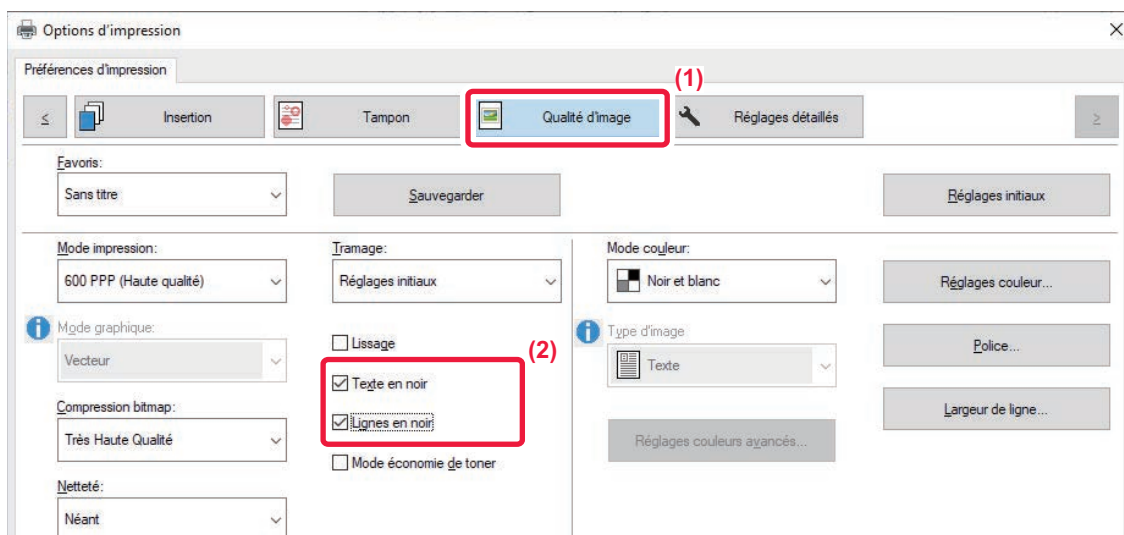 Options d'impression
Préférences d'impression
(1)
<
Insertion
Tampon
Qualité d'image
Réglages détaillés
>
Favoris:
Sans titre
Sauvegarder
Réglages initiaux
Mode impression:
Tramage:
Mode couleur:
600 PPP (Haute qualité)
Réglages initiaux
Noir et blanc
Réglages couleur...
Mode graphique:
Vecteur
Lissage
(2)
Type d'image
Texte
Police...
Texte en noir
Compression bitmap:
Très Haute Qualité
Lignes en noir
Largeur de ligne...
Réglages couleurs avancés...
Mode économie de toner
Netteté:
Néant